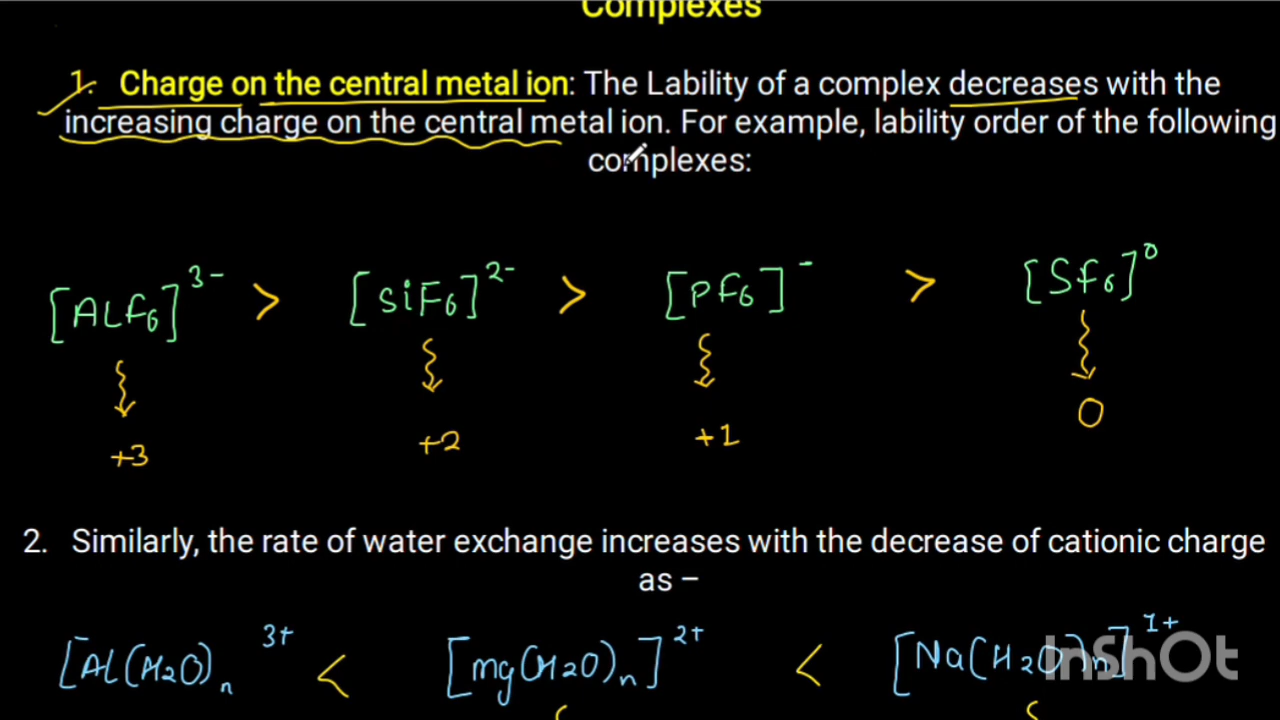 Complexes
1. Charge on the central metal ion: The Lability of a complex decreases with the
increasing charge on the central metal ion. For example, lability order of the following
complexes:
[ALF6]3- > [SiF6]2- > [PF6]- > [SF6]0
+3 +2 +1 0
2. Similarly, the rate of water exchange increases with the decrease of cationic charge
as –
[Al(H2O)n 3+ < [mg(H2O)n]2+ < [Na(H2O)n]1+
InShOt